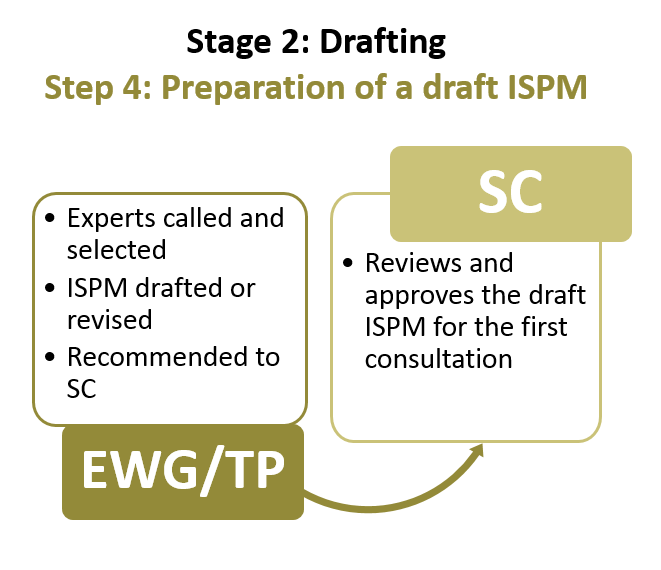 Stage 2: Drafting
Step 4: Preparation of a draft ISPM
• Experts called and
selected
• ISPM drafted or
revised
• Recommended to
SC
EWG/TP
SC
• Reviews and
approves the draft
ISPM for the first
consultation